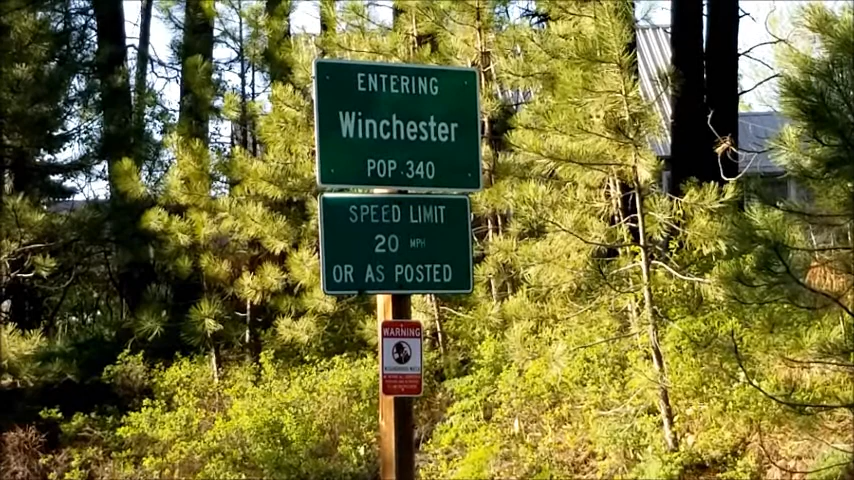 ENTERING
Winchester
POP. 340
SPEED LIMIT
20 MPH
OR AS POSTED
WARNING